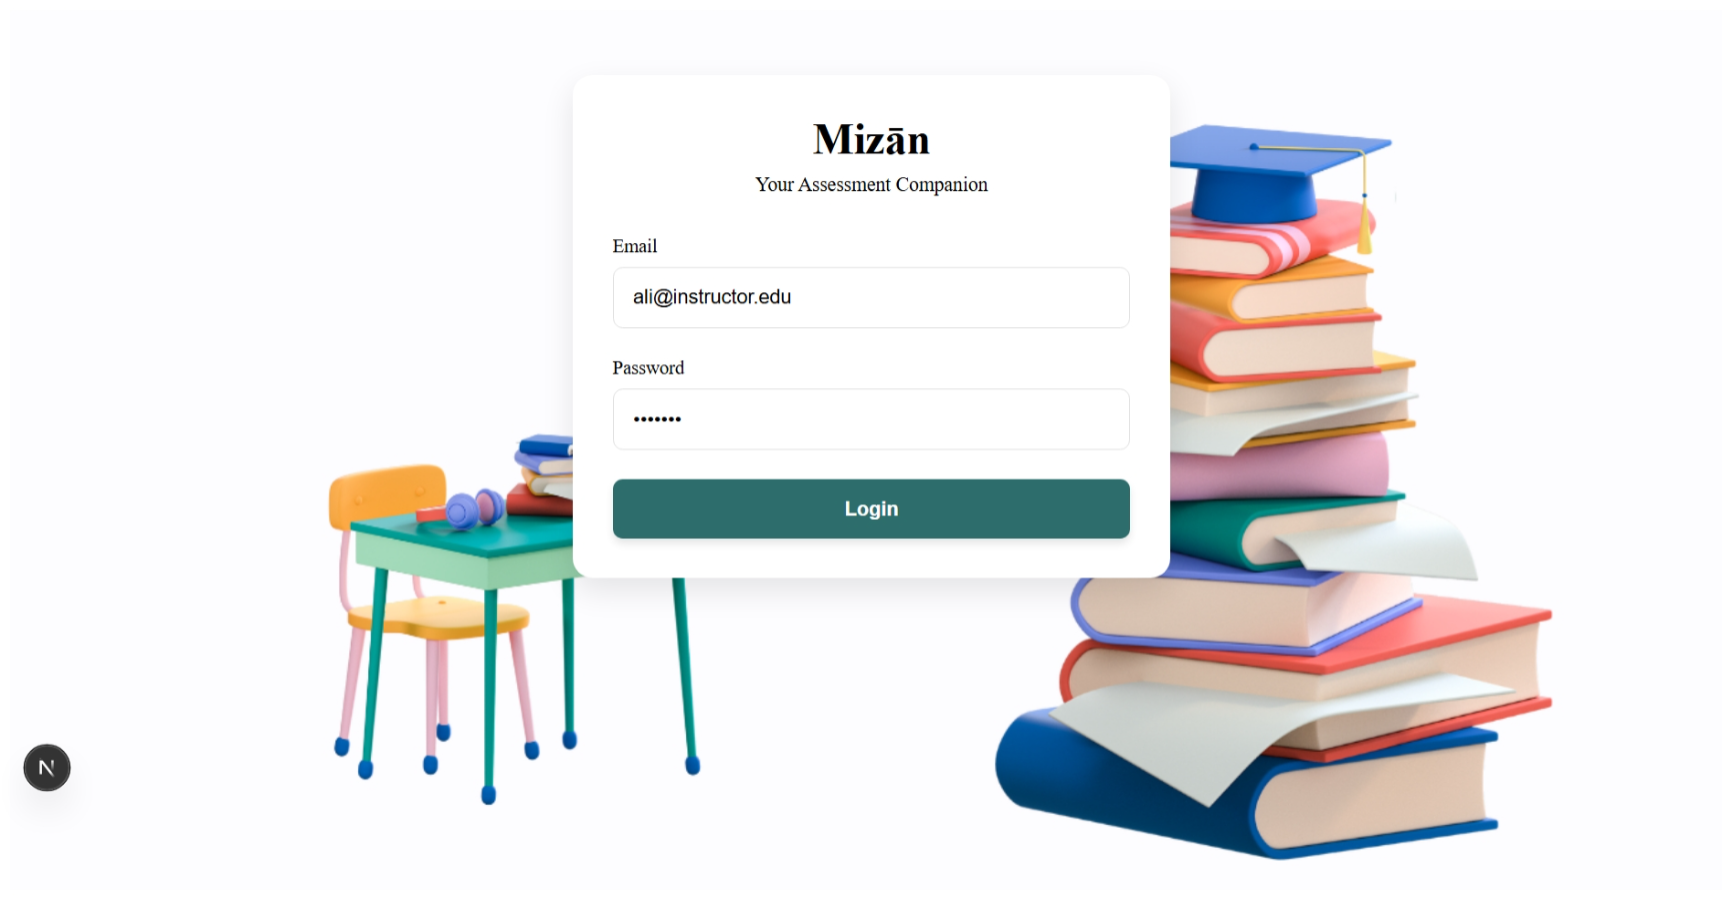 Mizān
Your Assessment Companion
Email
ali@instructor.edu
Password
•••••••
Login
N